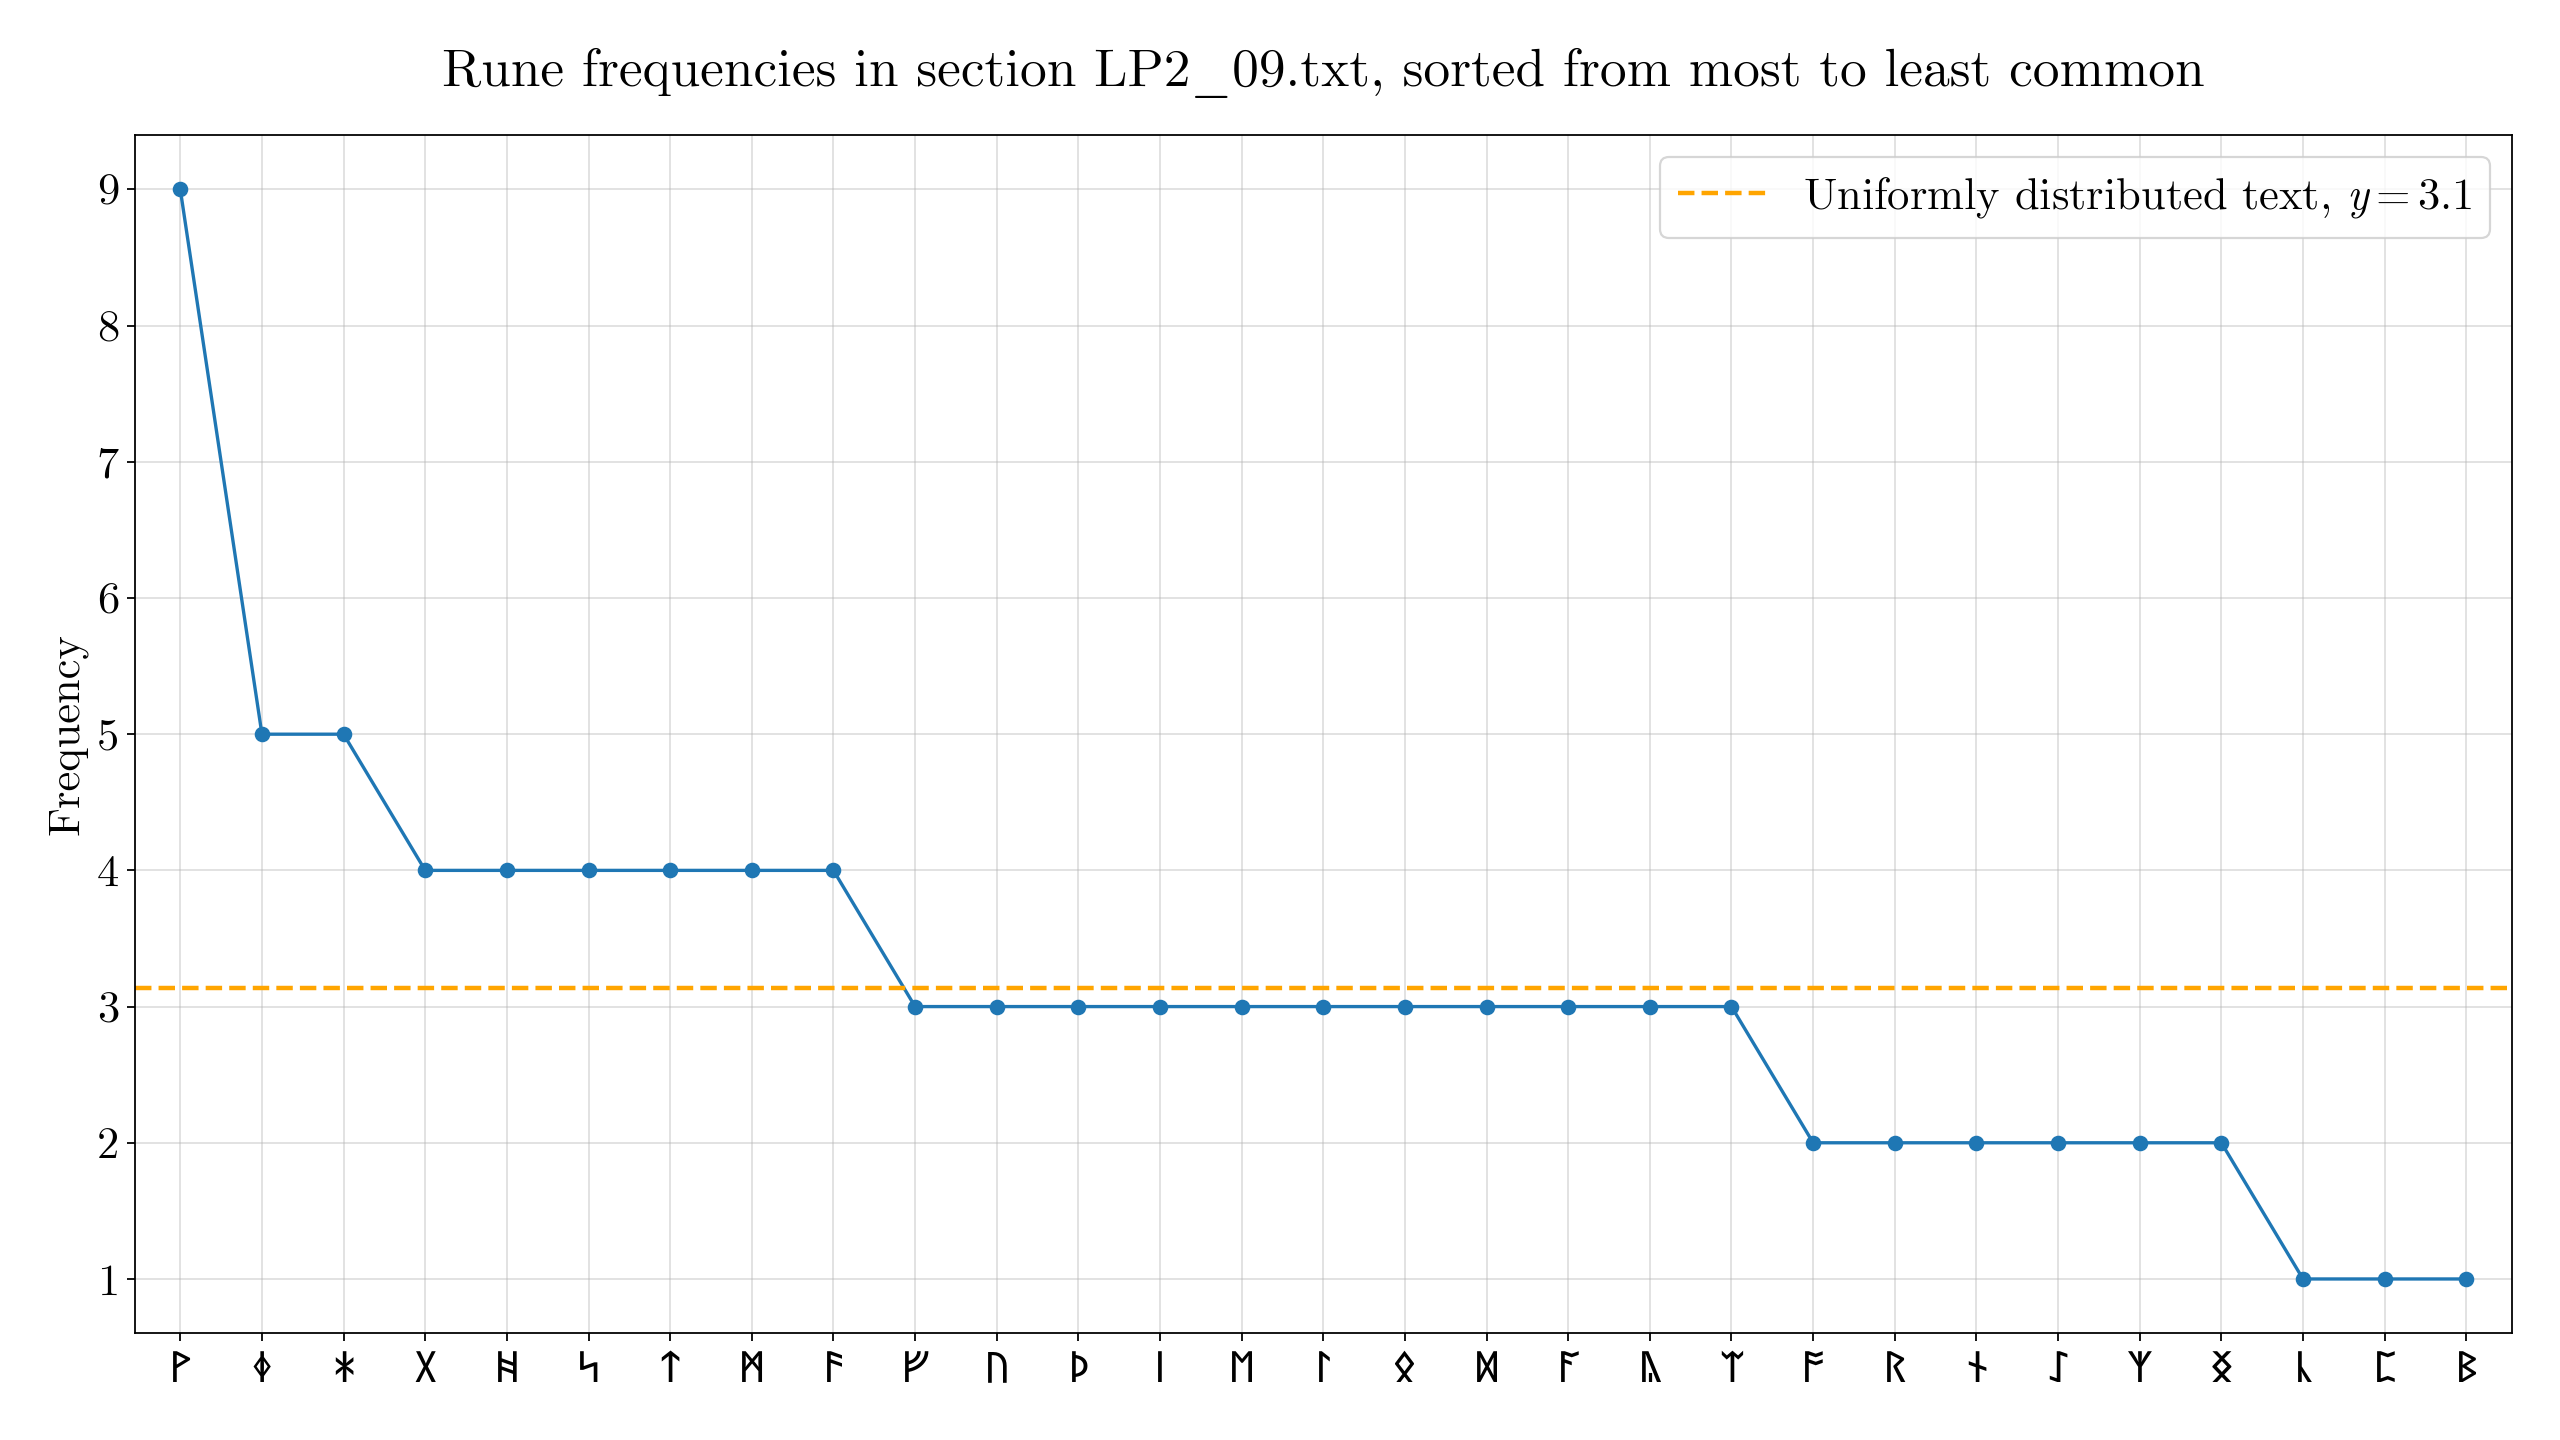 Rune frequencies in section LP2_09.txt, sorted from most to least common
Uniformly distributed text, y = 3.1
Frequency
9
8
7
6
5
4
3
2
1
ᚹ ᛄ ᛡ ᚷ ᚻ ᛋ ᛏ ᛗ ᚪ ᚠ ᚢ ᚦ ᛁ ᛖ ᛚ ᛟ ᛞ ᚫ ᚣ ᛠ ᚩ ᚱ ᚾ ᛇ ᛉ ᛝ ᚳ ᛈ ᛒ